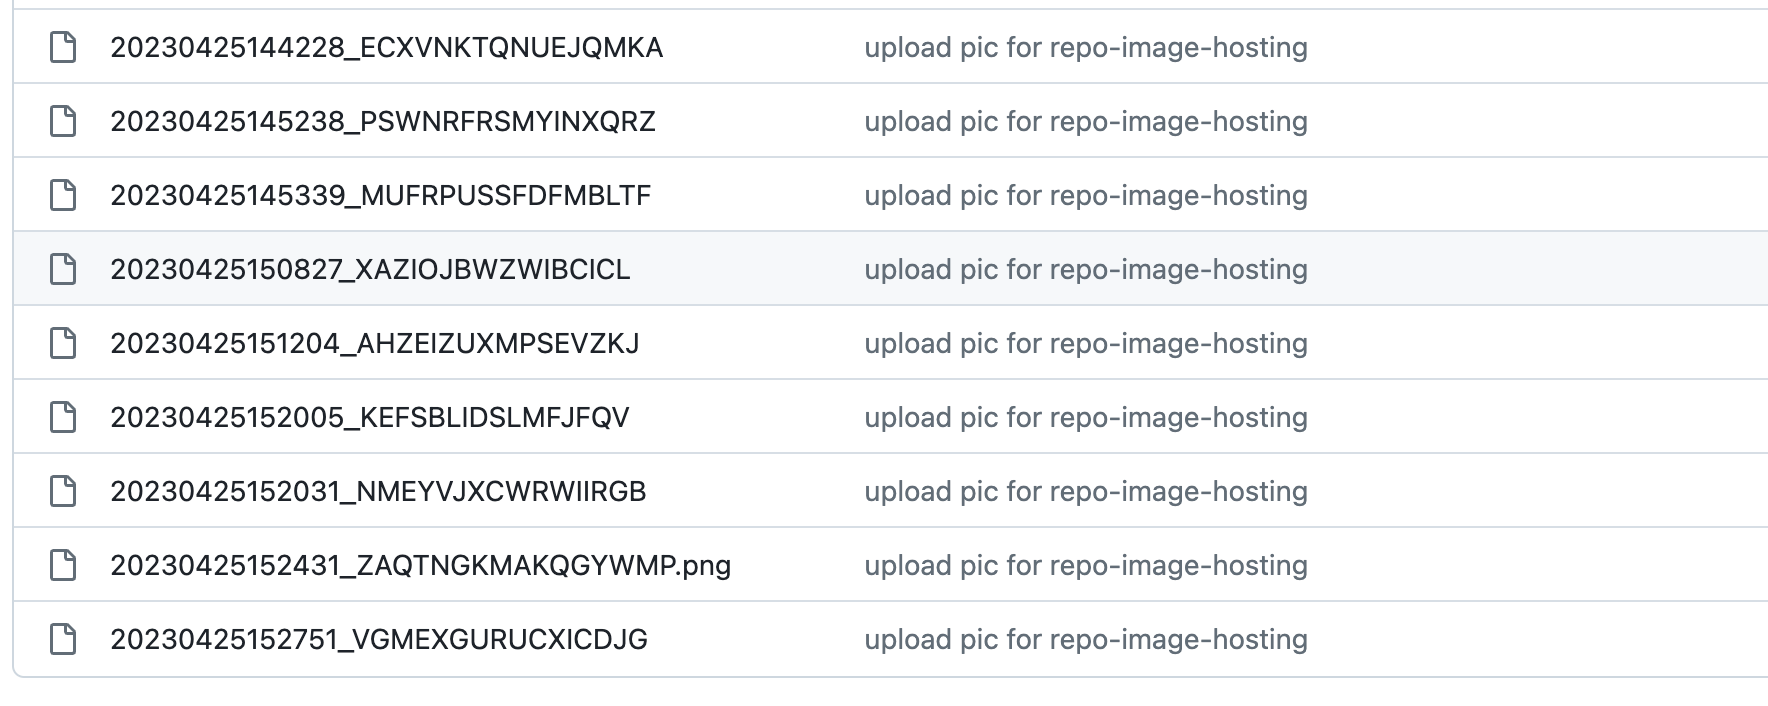 20230425144228_ECXVNKTQNUEJQMKA upload pic for repo-image-hosting
20230425145238_PSWNRFRSMYINXQRZ upload pic for repo-image-hosting
20230425145339_MUFRPUSSFDFMBLTF upload pic for repo-image-hosting
20230425150827_XAZIOJBWZWIBCICL upload pic for repo-image-hosting
20230425151204_AHZEIZUXMPSEVZKJ upload pic for repo-image-hosting
20230425152005_KEFSBLIDSLMFJFQV upload pic for repo-image-hosting
20230425152031_NMEYVJXCWRWIIRGB upload pic for repo-image-hosting
20230425152431_ZAQTNGKMAKQGYWMP.png upload pic for repo-image-hosting
20230425152751_VGMEXGURUCXICDJG upload pic for repo-image-hosting